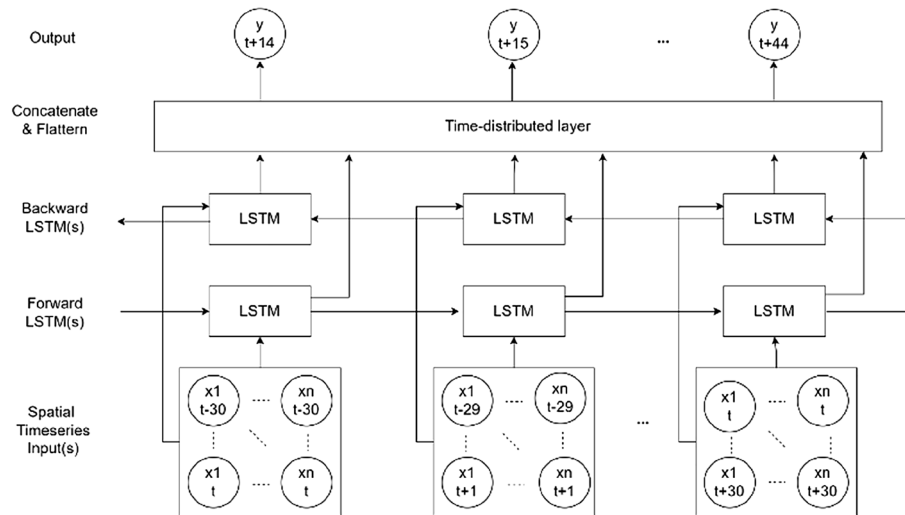 Output
y
t+14
y
t+15
...
y
t+44
Concatenate
& Flattern
Time-distributed layer
Backward
LSTM(s)
LSTM
LSTM
LSTM
Forward
LSTM(s)
LSTM
LSTM
LSTM
Spatial
Timeseries
Input(s)
x1
t-30
xn
t-30
x1
t
xn
t
x1
t-29
xn
t-29
x1
t+1
xn
t+1
...
x1
t
xn
t
x1
t+30
xn
t+30